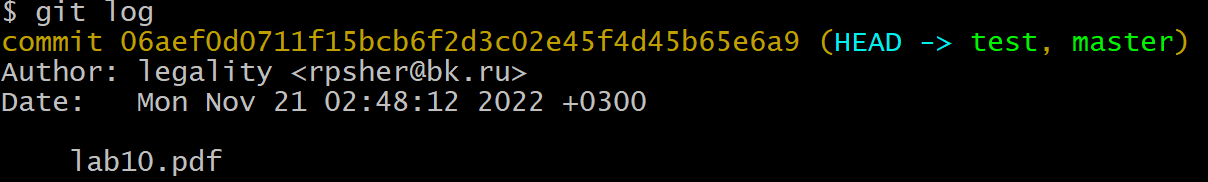 $ git log
commit 06aef0d0711f15bcb6f2d3c02e45f4d45b65e6a9 (HEAD -> test, master)
Author: legality <rpsher@bk.ru>
Date:   Mon Nov 21 02:48:12 2022 +0300
    lab10.pdf